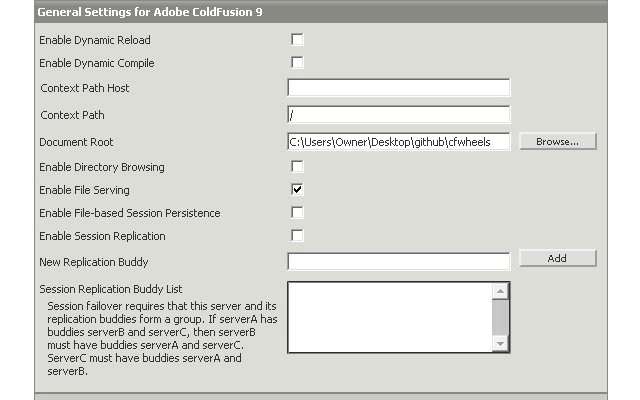 General Settings for Adobe ColdFusion 9
Enable Dynamic Reload
Enable Dynamic Compile
Context Path Host
Context Path /
Document Root C:\Users\Owner\Desktop\github\cfwheels Browse...
Enable Directory Browsing
Enable File Serving
Enable File-based Session Persistence
Enable Session Replication
New Replication Buddy Add
Session Replication Buddy List
Session failover requires that this server and its
replication buddies form a group. If serverA has
buddies serverB and serverC, then serverB
must have buddies serverA and serverC.
ServerC must have buddies serverA and
serverB.